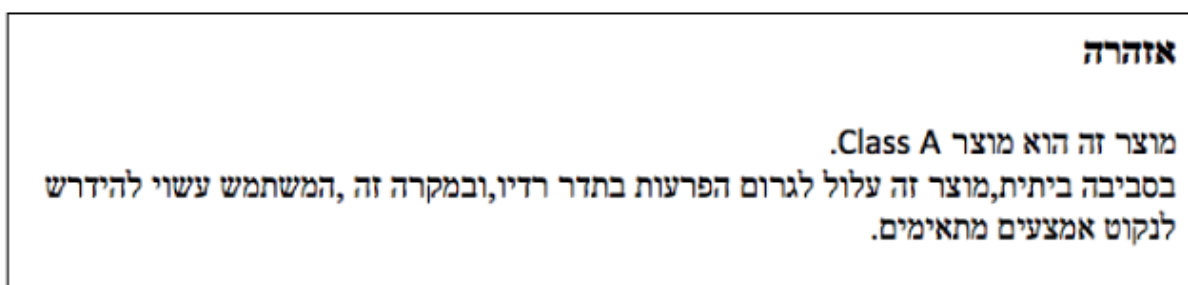 אזהרה
מוצר זה הוא מוצר Class A.
בסביבה ביתית,מוצר זה עלול לגרום הפרעות בתדר רדיו,ובמקרה זה ,המשתמש עשוי להידרש
לנקוט אמצעים מתאימים.